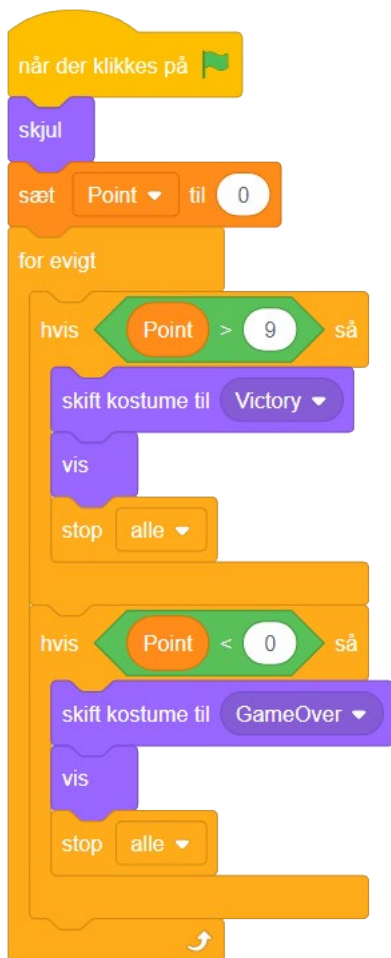 når der klikkes på
skjul
sæt Point til 0
for evigt
hvis Point > 9 så
skift kostume til Victory
vis
stop alle
hvis Point < 0 så
skift kostume til GameOver
vis
stop alle